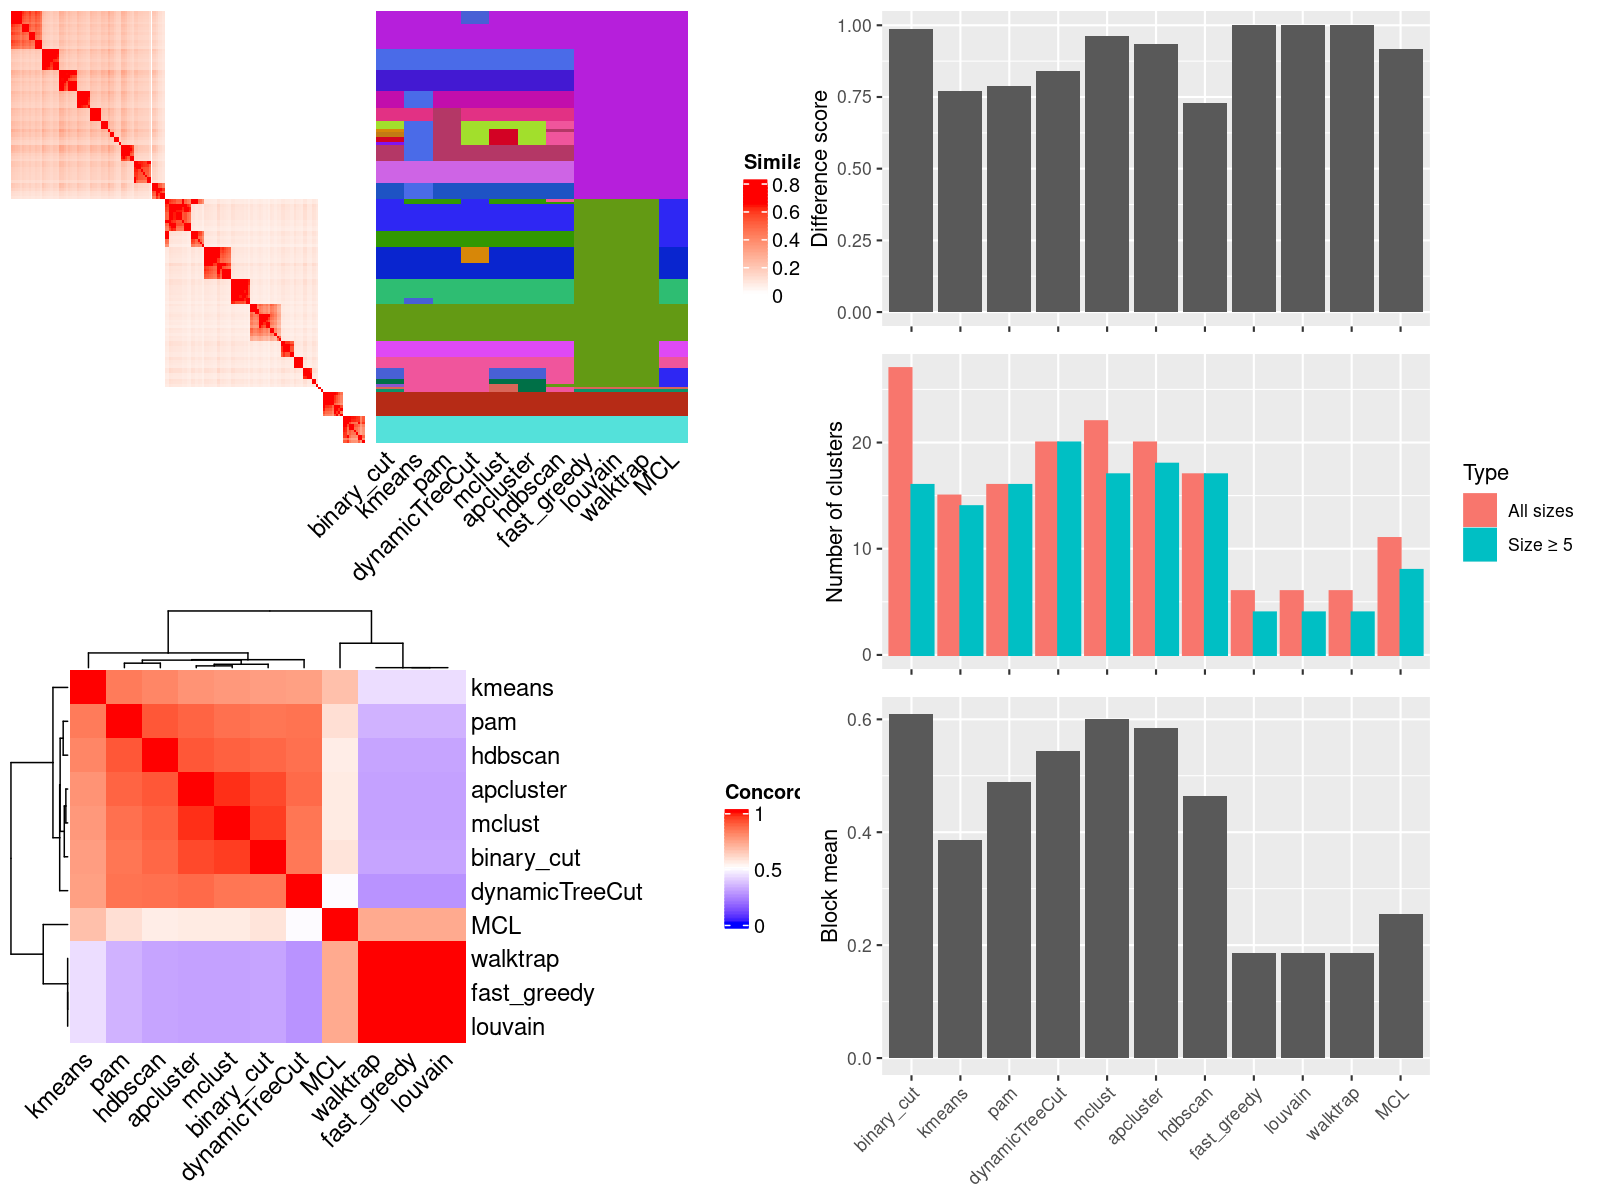 Simila
0.8
0.6
0.4
0.2
0
binary_cut
kmeans
pam
dynamicTreeCut
mclust
apcluster
hdbscan
fast_greedy
louvain
walktrap
MCL
Difference score
1.00
0.75
0.50
0.25
0.00
Number of clusters
20
10
0
Type
All sizes
Size ≥ 5
kmeans
pam
hdbscan
apcluster
mclust
binary_cut
dynamicTreeCut
MCL
walktrap
fast_greedy
louvain
kmeans
pam
hdbscan
apcluster
mclust
binary_cut
dynamicTreeCut
MCL
walktrap
fast_greedy
louvain
Concord
1
0.5
0
Block mean
0.6
0.4
0.2
0.0
binary_cut
kmeans
pam
dynamicTreeCut
mclust
apcluster
hdbscan
fast_greedy
louvain
walktrap
MCL